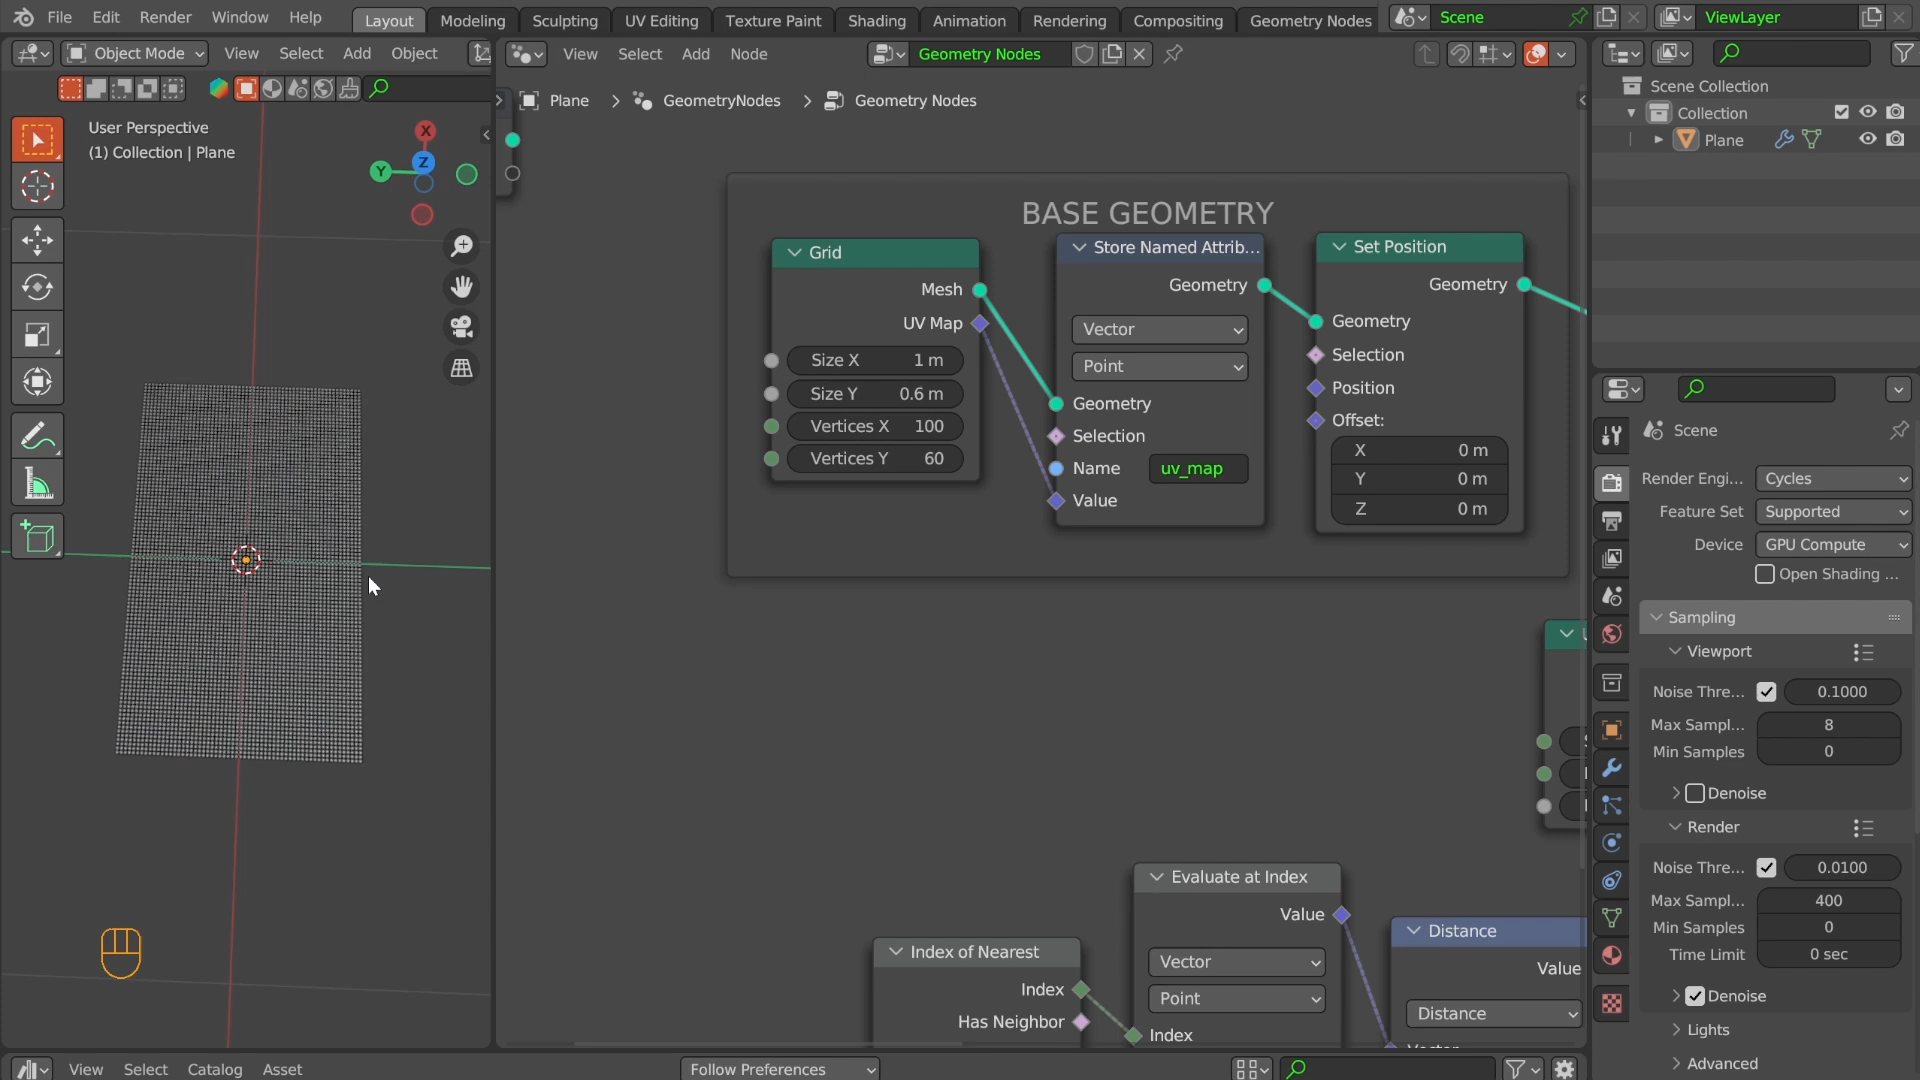 File Edit Render Window Help
Layout Modeling Sculpting UV Editing Texture Paint Shading Animation Rendering Compositing Geometry Nodes
Scene
ViewLayer
Object Mode View Select Add Object
View Select Add Node
Geometry Nodes
Plane > GeometryNodes > Geometry Nodes
User Perspective
(1) Collection | Plane
X
Y
Z
BASE GEOMETRY
Grid
Mesh
UV Map
Size X 1 m
Size Y 0.6 m
Vertices X 100
Vertices Y 60
Store Named Attrib...
Geometry
Vector
Point
Geometry
Selection
Name uv_map
Value
Set Position
Geometry
Geometry
Selection
Position
Offset:
X 0 m
Y 0 m
Z 0 m
Index of Nearest
Index
Has Neighbor
Evaluate at Index
Value
Vector
Point
Index
Distance
Value
Distance
Scene Collection
Collection
Plane
Scene
Render Engi... Cycles
Feature Set Supported
Device GPU Compute
Open Shading ...
Sampling
Viewport
Noise Thre... 0.1000
Max Sampl... 8
Min Samples 0
Denoise
Render
Noise Thre... 0.0100
Max Sampl... 400
Min Samples 0
Time Limit 0 sec
Denoise
Lights
Advanced
View Select Catalog Asset
Follow Preferences